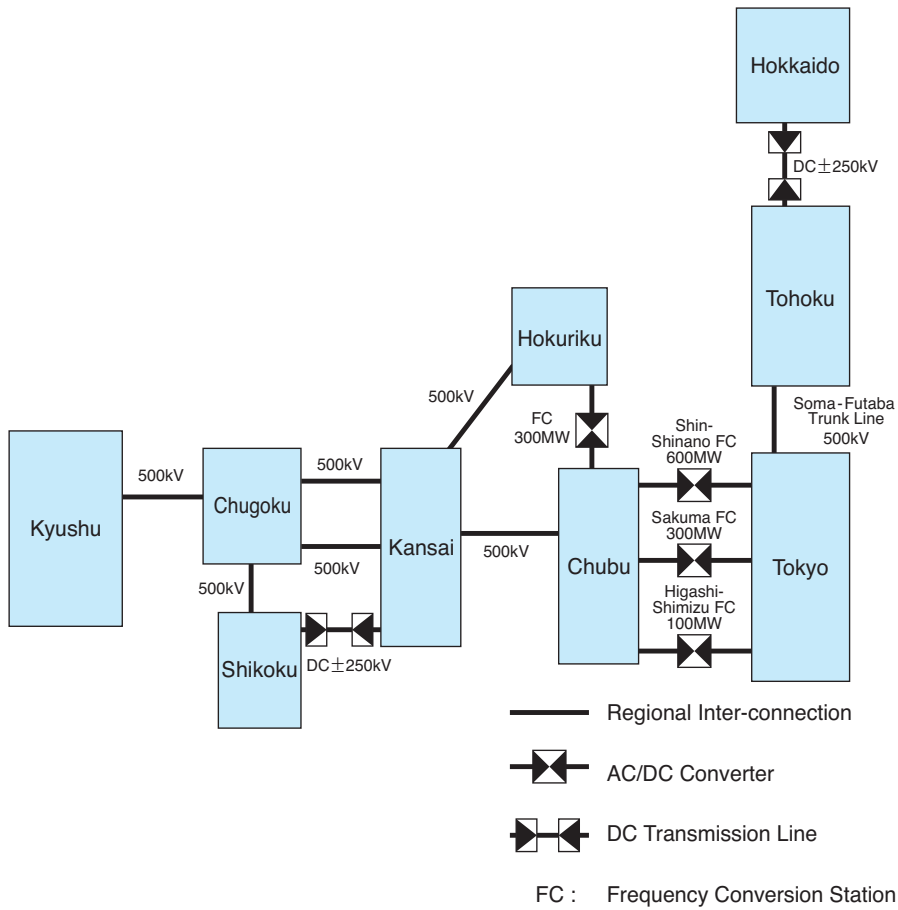 Hokkaido
DC±250kV
Tohoku
Hokuriku
500kV
FC
300MW
Shin-
Shinano FC
600MW
Soma-Futaba
Trunk Line
500kV
Kyushu
500kV
Chugoku
500kV
500kV
Kansai
500kV
Chubu
Sakuma FC
300MW
Tokyo
500kV
Higashi-
Shimizu FC
100MW
Shikoku
DC±250kV
Regional Inter-connection
AC/DC Converter
DC Transmission Line
FC : Frequency Conversion Station